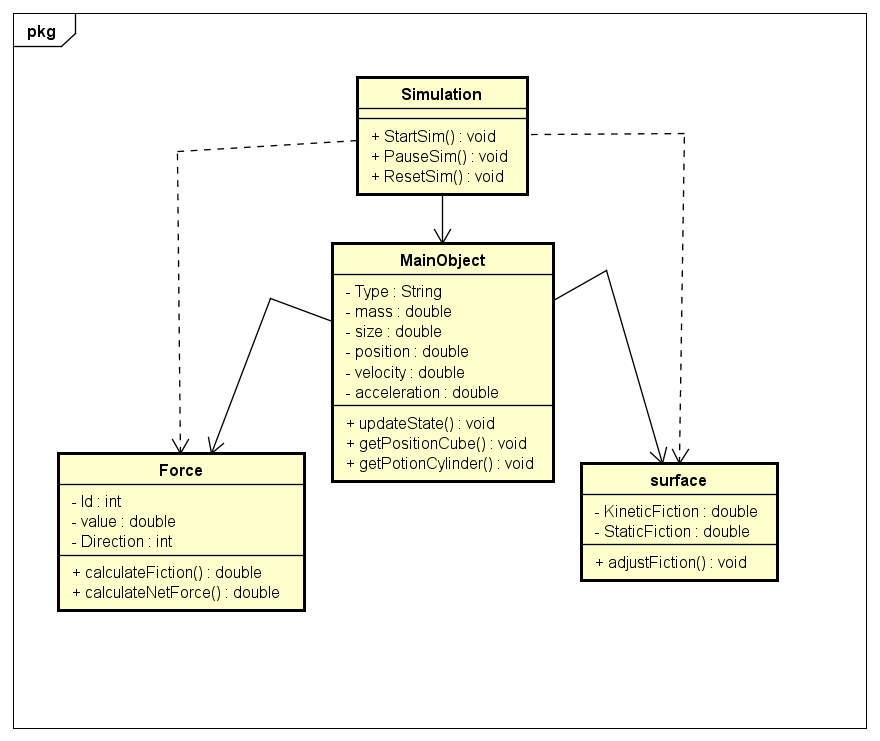 pkg
Simulation
+ StartSim() : void
+ PauseSim() : void
+ ResetSim() : void
MainObject
- Type : String
- mass : double
- size : double
- position : double
- velocity : double
- acceleration : double
+ updateState() : void
+ getPositionCube() : void
+ getPotionCylinder() : void
Force
- Id : int
- value : double
- Direction : int
+ calculateFiction() : double
+ calculateNetForce() : double
surface
- KineticFiction : double
- StaticFiction : double
+ adjustFiction() : void